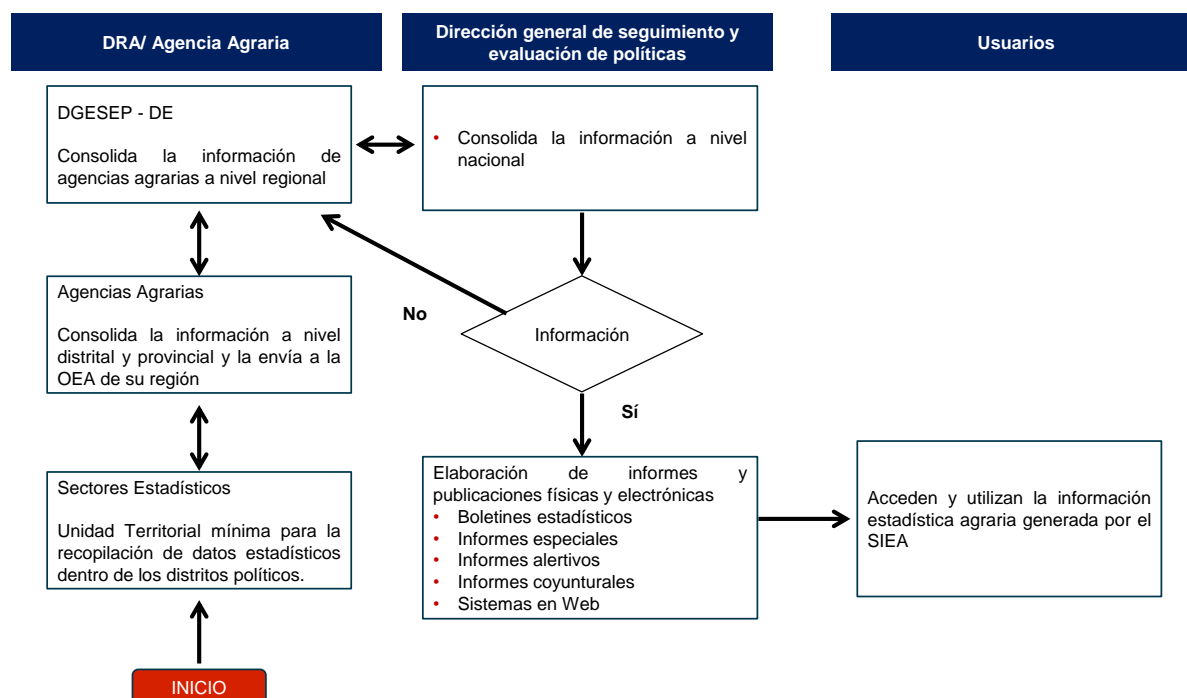 DRA/ Agencia Agraria
Dirección general de seguimiento y
evaluación de políticas
Usuarios
DGESEP - DE
Consolida la información de
agencias agrarias a nivel regional
• Consolida la información a nivel
nacional
Agencias Agrarias
Consolida la información a nivel
distrital y provincial y la envía a la
OEA de su región
No
Información
Sí
Sectores Estadísticos
Unidad Territorial mínima para la
recopilación de datos estadísticos
dentro de los distritos políticos.
Elaboración de informes y
publicaciones físicas y electrónicas
• Boletines estadísticos
• Informes especiales
• Informes alertivos
• Informes coyunturales
• Sistemas en Web
Acceden y utilizan la información
estadística agraria generada por el
SIEA
INICIO